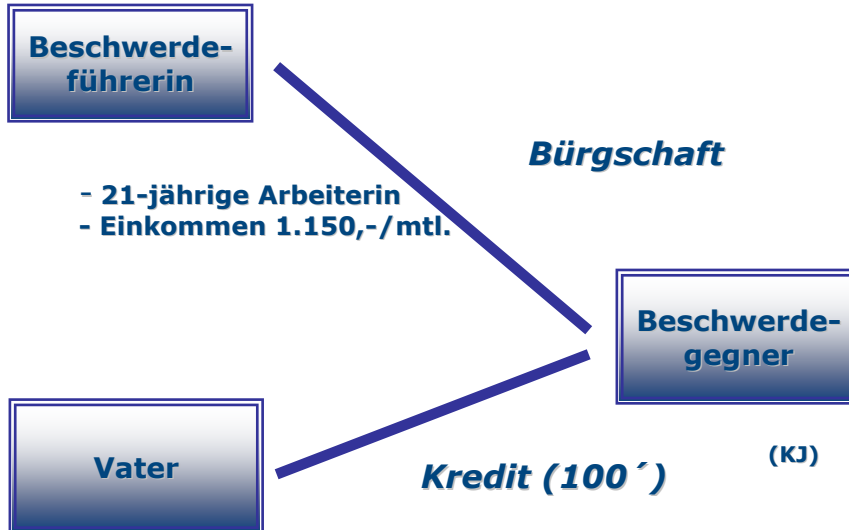 Beschwerde-
führerin
Bürgschaft
- 21-jährige Arbeiterin
- Einkommen 1.150,-/mtl.
Beschwerde-
gegner
Vater
Kredit (100´)
(KJ)